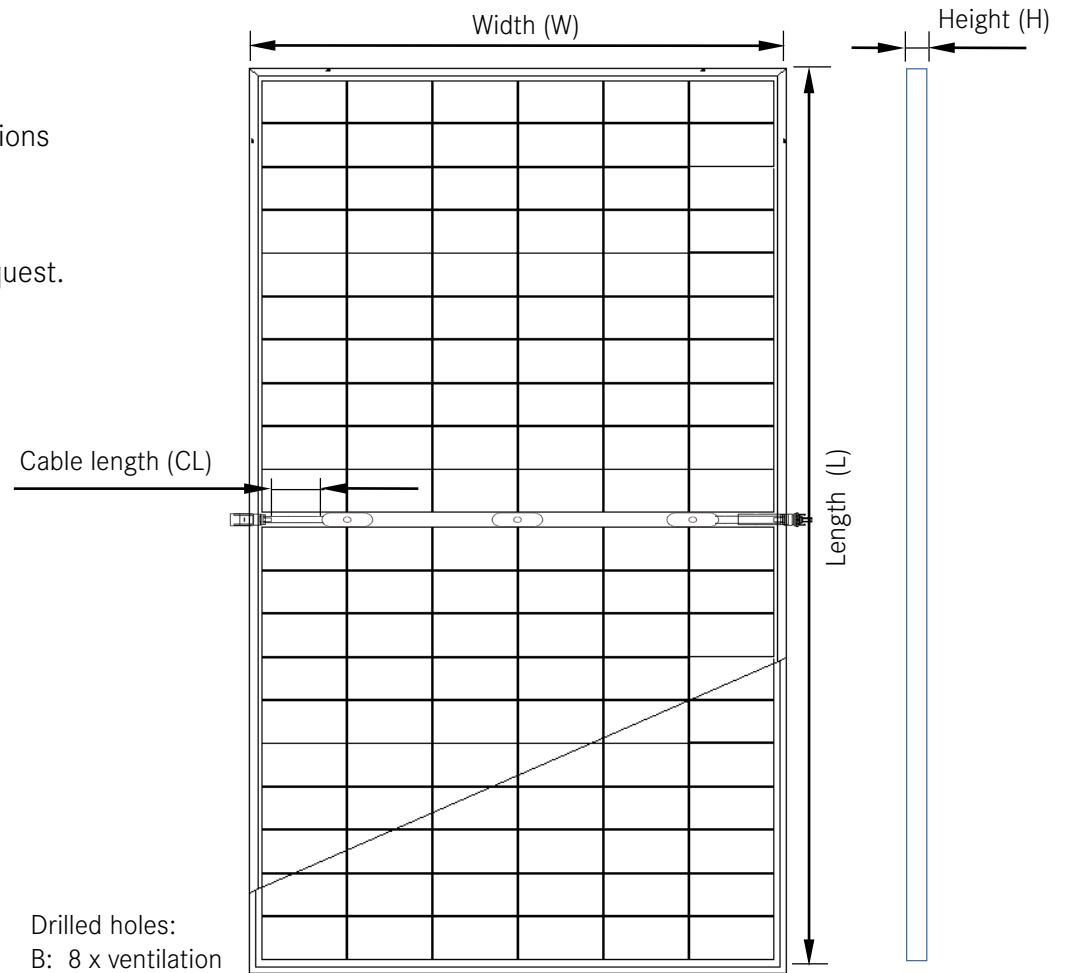 Width (W)
Height (H)
ions
quest.
Cable length (CL)
Length (L)
Drilled holes:
B: 8 x ventilation